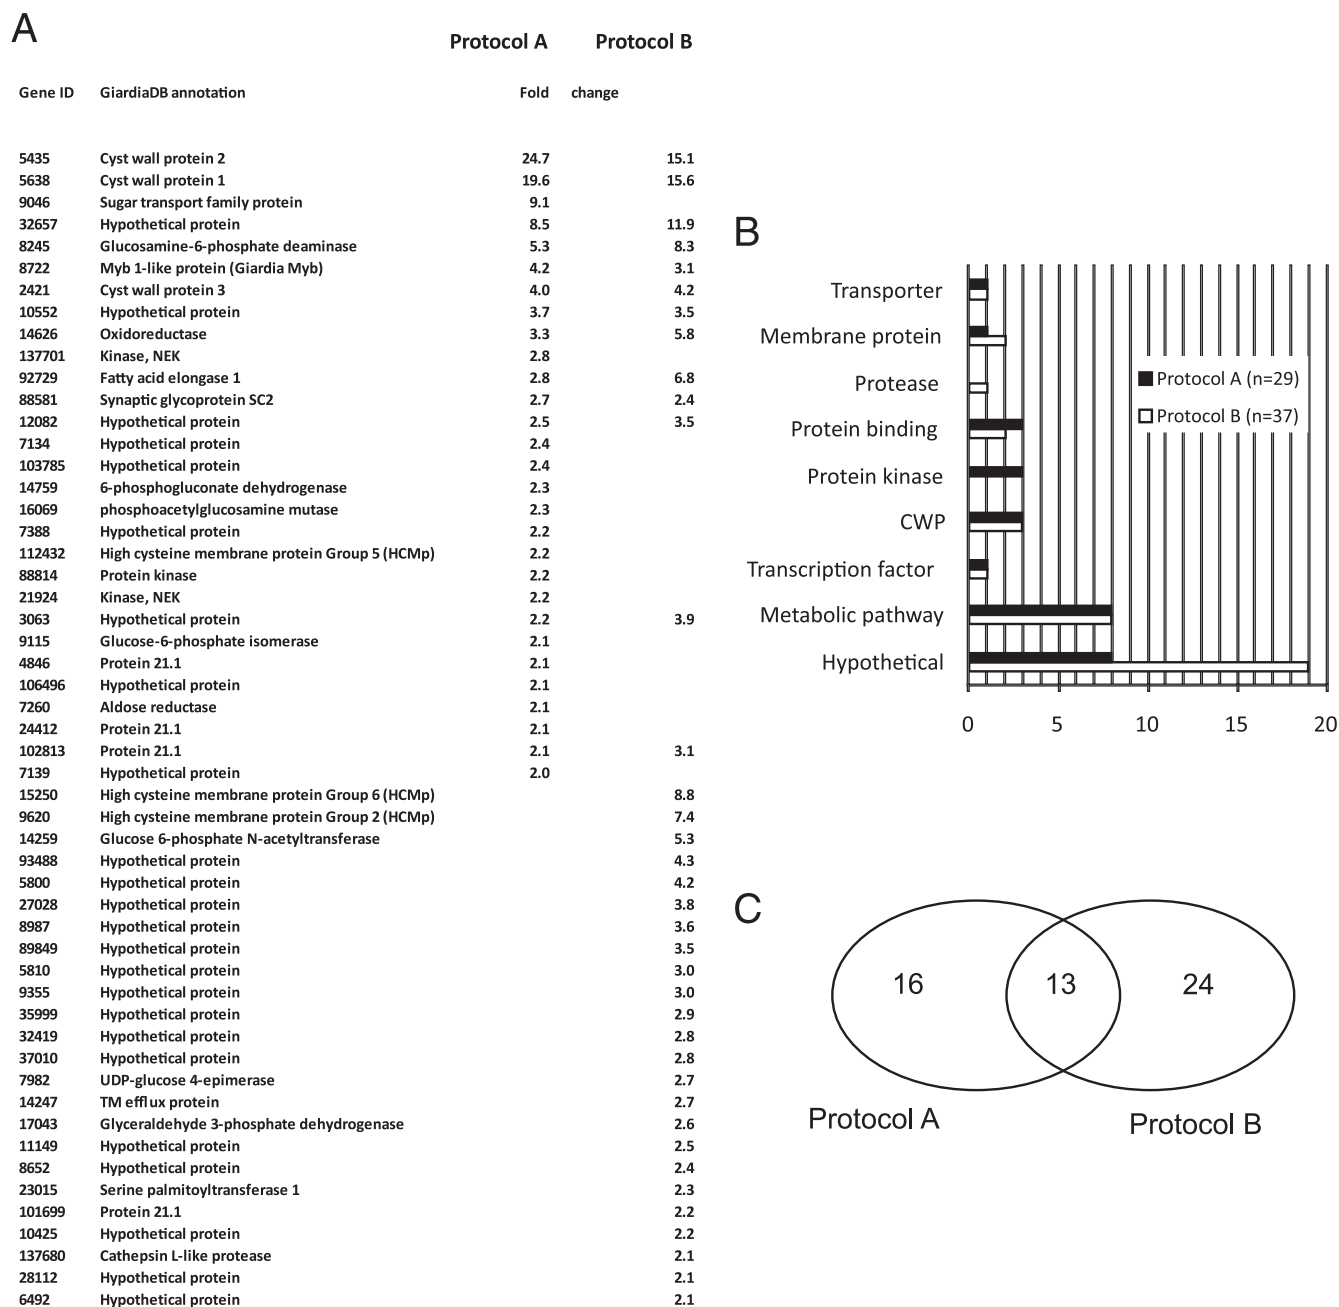 A
Protocol A Protocol B
Gene ID GiardiaDB annotation Fold change
5435 Cyst wall protein 2 24.7 15.1
5638 Cyst wall protein 1 19.6 15.6
9046 Sugar transport family protein 9.1
32657 Hypothetical protein 8.5 11.9
8245 Glucosamine-6-phosphate deaminase 5.3 8.3
8722 Myb 1-like protein (Giardia Myb) 4.2 3.1
2421 Cyst wall protein 3 4.0 4.2
10552 Hypothetical protein 3.7 3.5
14626 Oxidoreductase 3.3 5.8
137701 Kinase, NEK 2.8
92729 Fatty acid elongase 1 2.8 6.8
88581 Synaptic glycoprotein SC2 2.7 2.4
12082 Hypothetical protein 2.5 3.5
7134 Hypothetical protein 2.4
103785 Hypothetical protein 2.4
14759 6-phosphogluconate dehydrogenase 2.3
16069 phosphoacetylglucosamine mutase 2.3
7388 Hypothetical protein 2.2
112432 High cysteine membrane protein Group 5 (HCMp) 2.2
88814 Protein kinase 2.2
21924 Kinase, NEK 2.2
3063 Hypothetical protein 2.2 3.9
9115 Glucose-6-phosphate isomerase 2.1
4846 Protein 21.1 2.1
106496 Hypothetical protein 2.1
7260 Aldose reductase 2.1
24412 Protein 21.1 2.1
102813 Protein 21.1 2.1 3.1
7139 Hypothetical protein 2.0
15250 High cysteine membrane protein Group 6 (HCMp) 8.8
9620 High cysteine membrane protein Group 2 (HCMp) 7.4
14259 Glucose 6-phosphate N-acetyltransferase 5.3
93488 Hypothetical protein 4.3
5800 Hypothetical protein 4.2
27028 Hypothetical protein 3.8
8987 Hypothetical protein 3.6
89849 Hypothetical protein 3.5
5810 Hypothetical protein 3.0
9355 Hypothetical protein 3.0
35999 Hypothetical protein 2.9
32419 Hypothetical protein 2.8
37010 Hypothetical protein 2.8
7982 UDP-glucose 4-epimerase 2.7
14247 TM efflux protein 2.7
17043 Glyceraldehyde 3-phosphate dehydrogenase 2.6
11149 Hypothetical protein 2.5
8652 Hypothetical protein 2.4
23015 Serine palmitoyltransferase 1 2.3
101699 Protein 21.1 2.2
10425 Hypothetical protein 2.2
137680 Cathepsin L-like protease 2.1
28112 Hypothetical protein 2.1
6492 Hypothetical protein 2.1
B
Transporter
Membrane protein
Protease
Protein binding
Protein kinase
CWP
Transcription factor
Metabolic pathway
Hypothetical
Protocol A (n=29)
Protocol B (n=37)
0 5 10 15 20
C
16 13 24
Protocol A
Protocol B